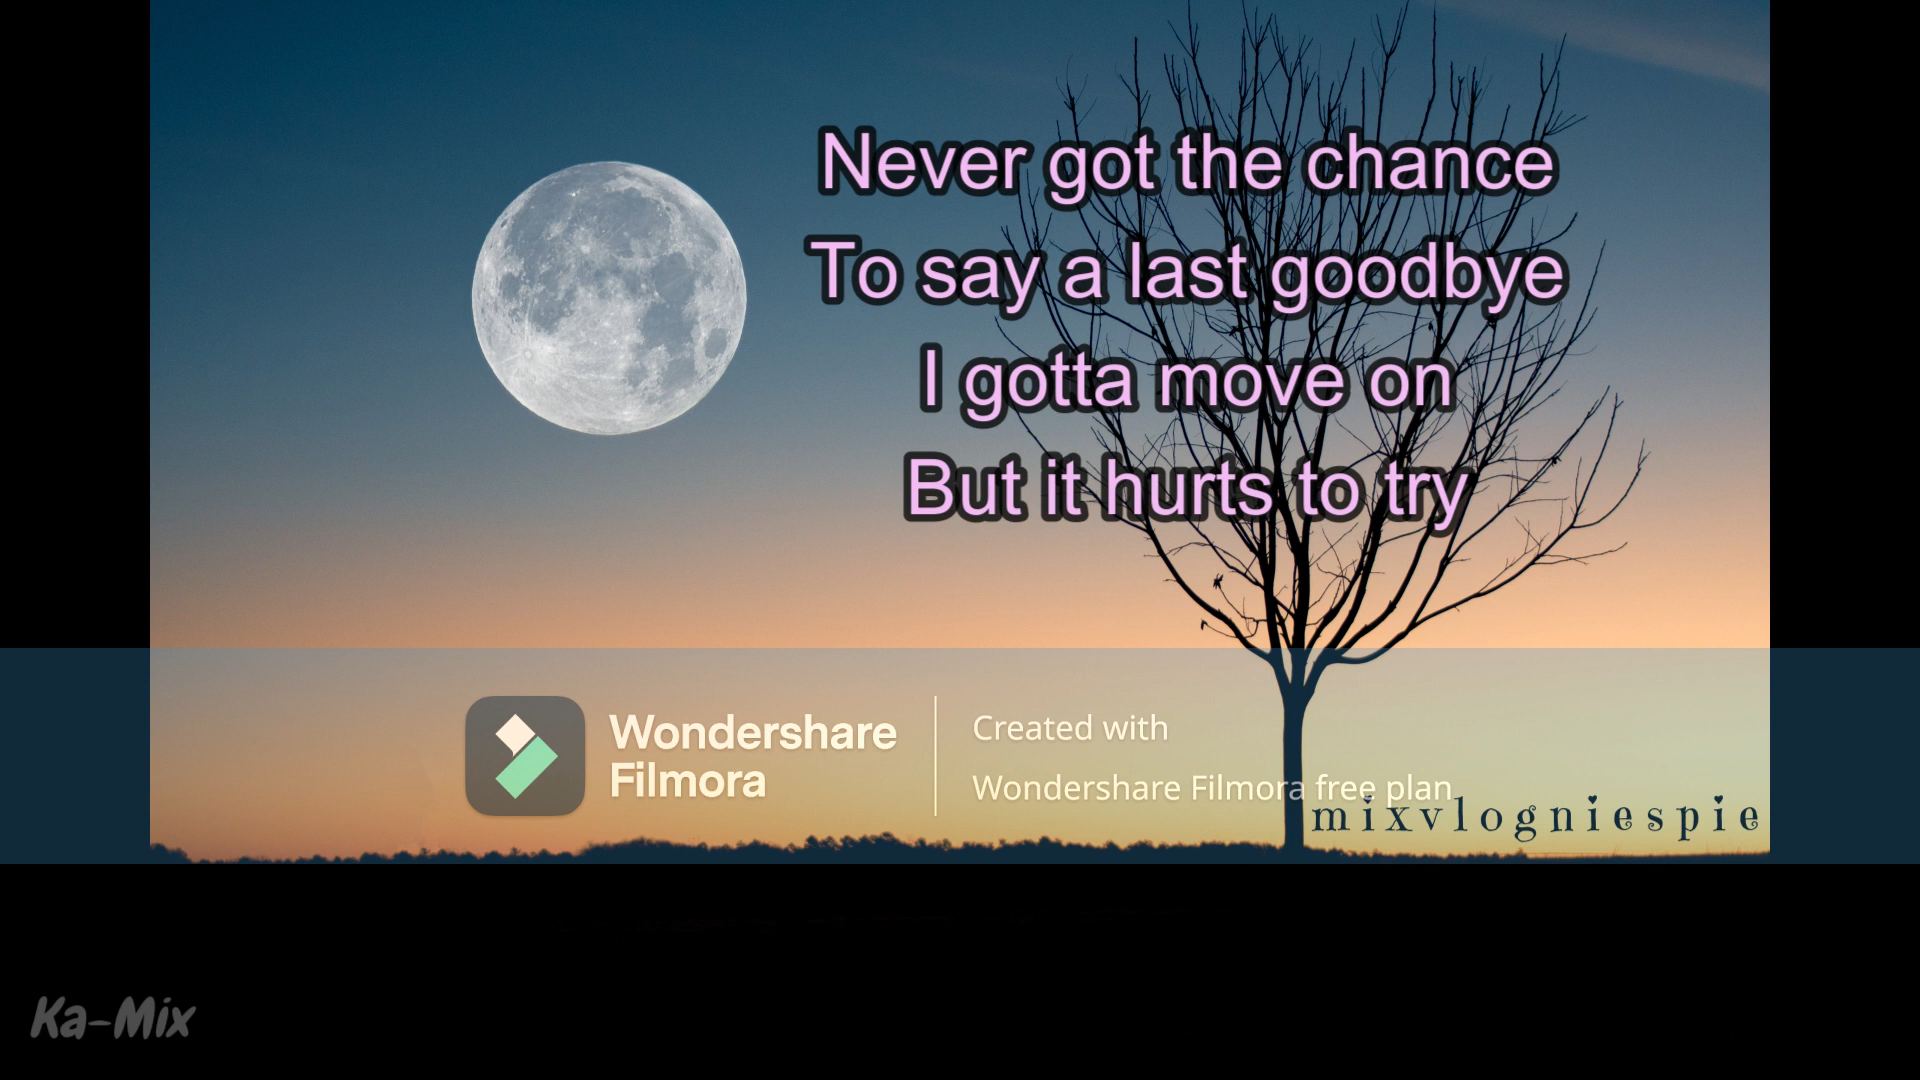 Never got the chance
To say a last goodbye
I gotta move on
But it hurts to try
Wondershare
Filmora
Created with
Wondershare Filmora free plan
mixvlogniespie
Ka-Mix